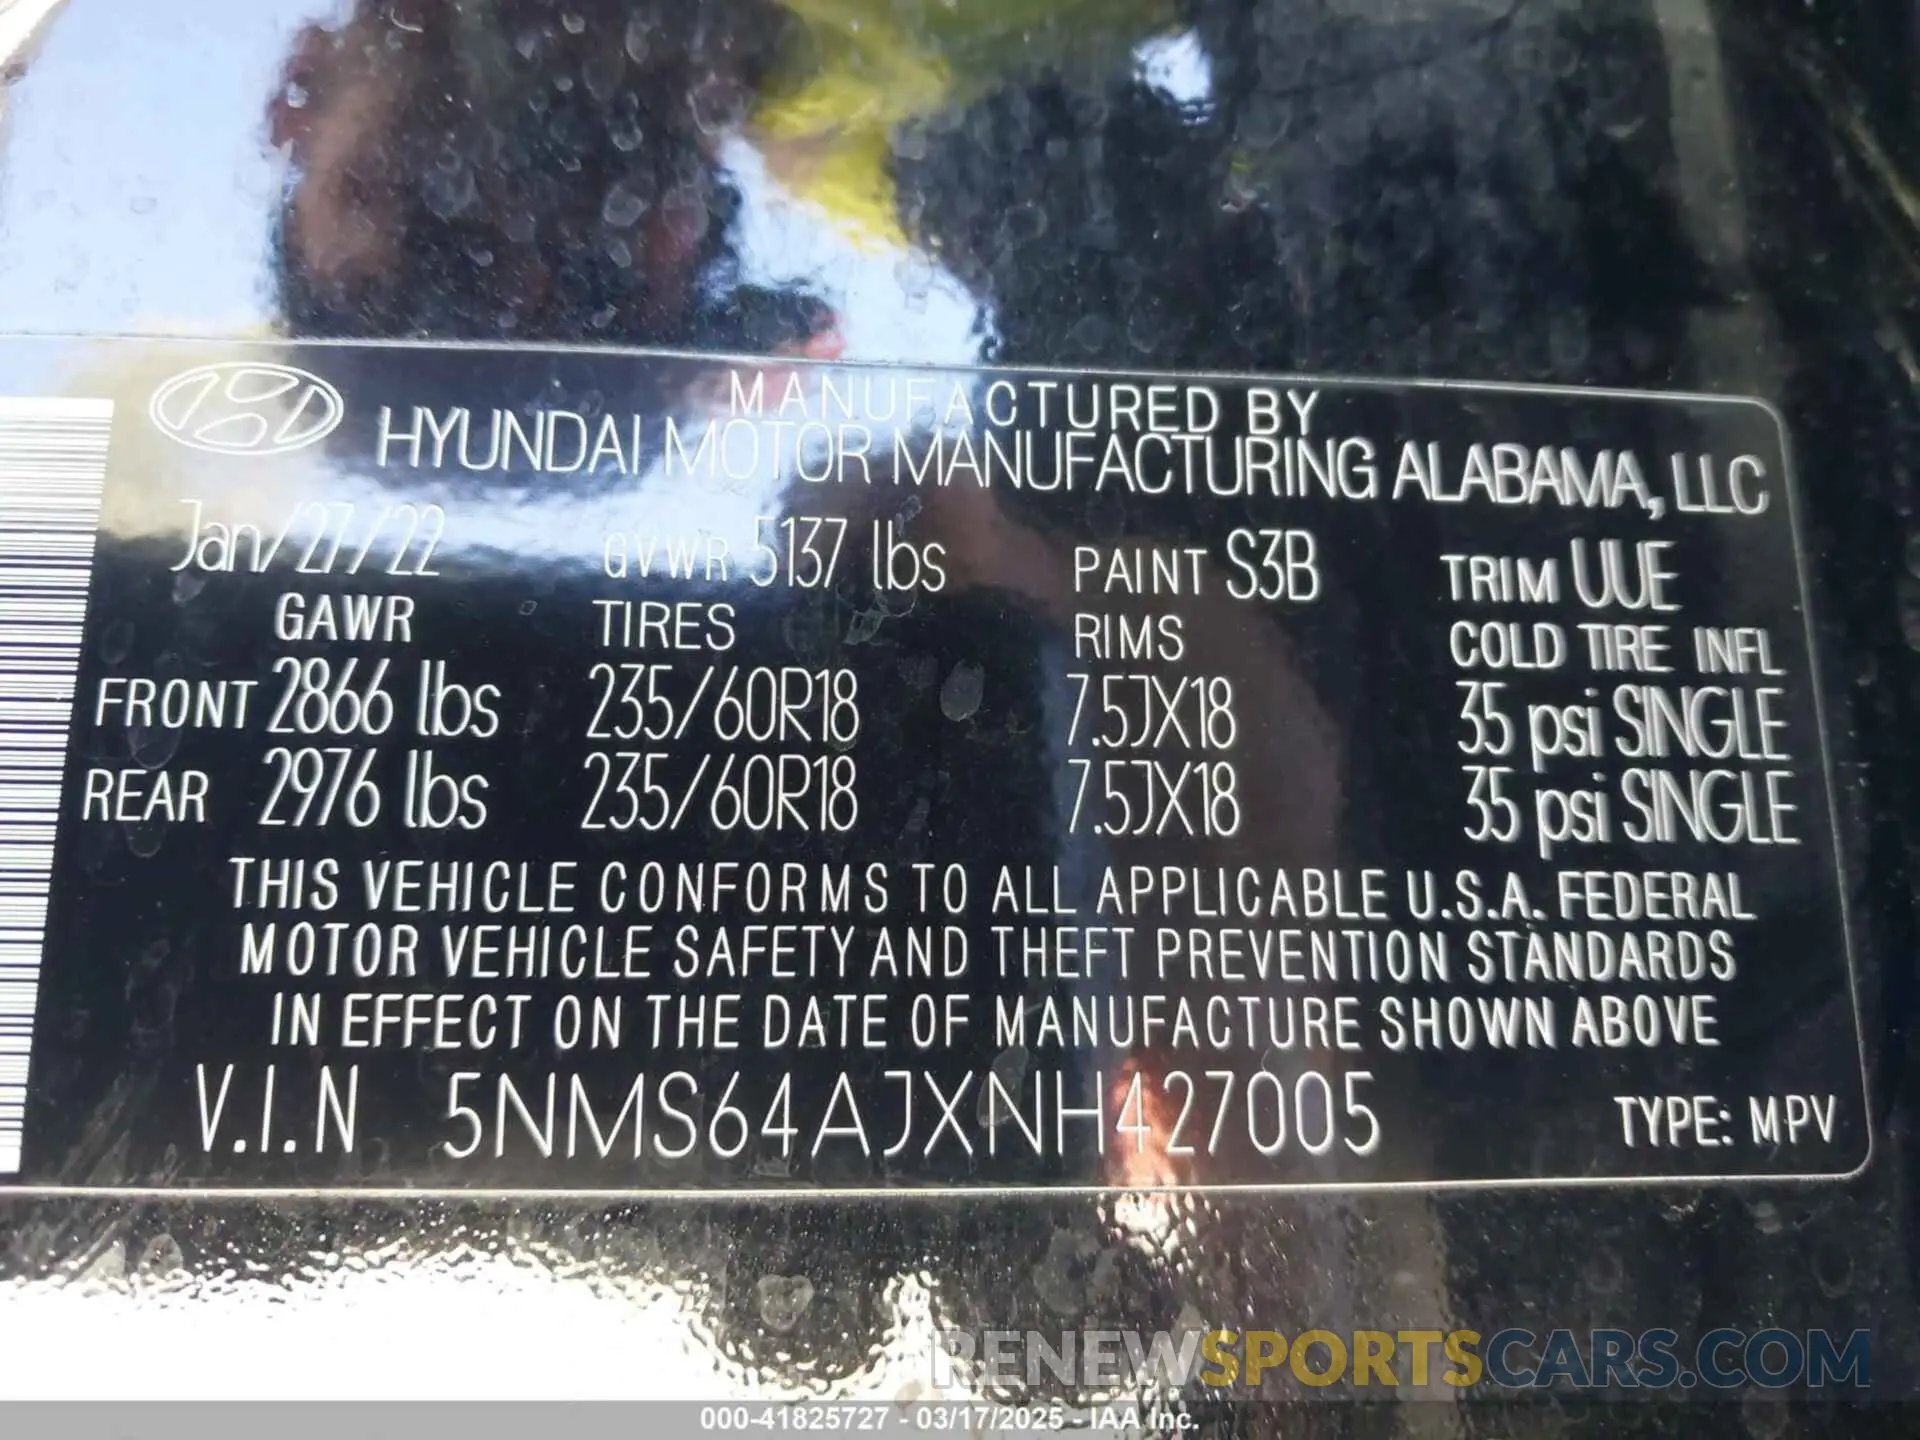 MANUFACTURED BY
HYUNDAI MOTOR MANUFACTURING ALABAMA, LLC
Jan/27/22 GVWR 5137 lbs PAINT S3B TRIM UUE
GAWR TIRES RIMS COLD TIRE INFL
FRONT 2866 lbs 235/60R18 7.5JX18 35 psi SINGLE
REAR 2976 lbs 235/60R18 7.5JX18 35 psi SINGLE
THIS VEHICLE CONFORMS TO ALL APPLICABLE U.S.A. FEDERAL
MOTOR VEHICLE SAFETY AND THEFT PREVENTION STANDARDS
IN EFFECT ON THE DATE OF MANUFACTURE SHOWN ABOVE
V.I.N 5NMS64AJXNH427005 TYPE: MPV
RENEWSPORTSCARS.COM
000-41825727 - 03/17/2025 - IAA Inc.